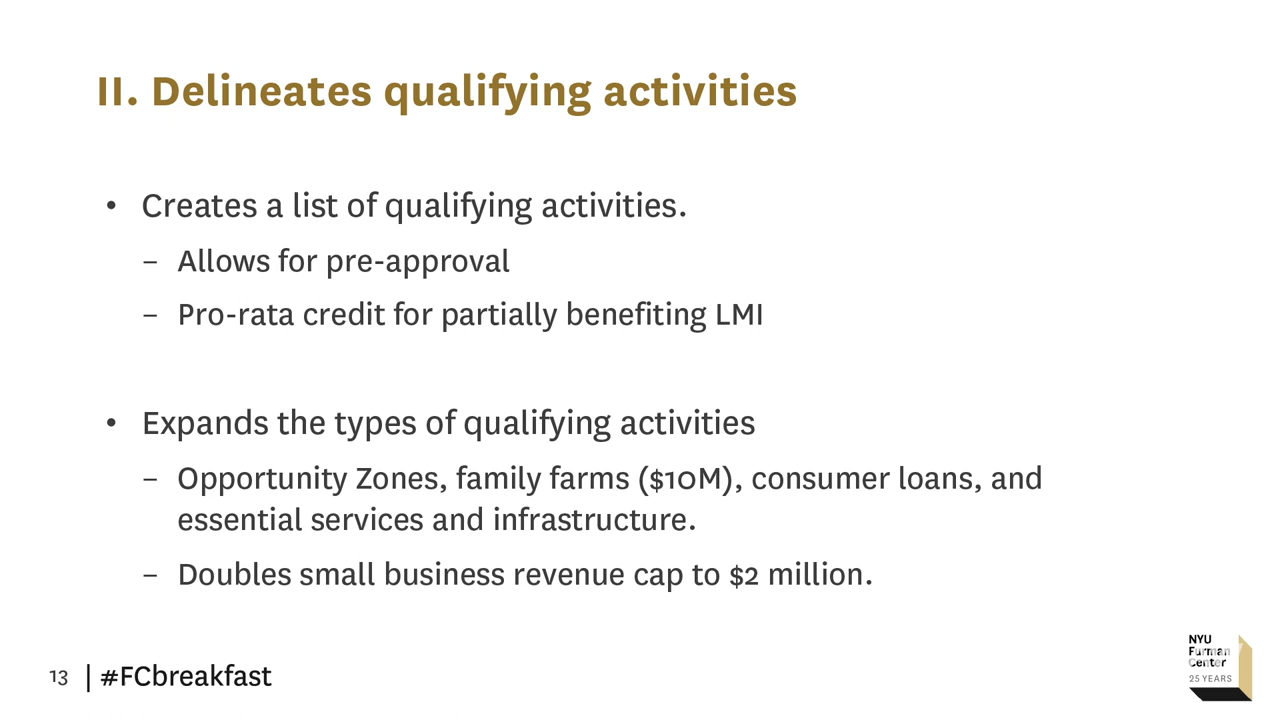 II. Delineates qualifying activities
• Creates a list of qualifying activities.
– Allows for pre-approval
– Pro-rata credit for partially benefiting LMI
• Expands the types of qualifying activities
– Opportunity Zones, family farms ($10M), consumer loans, and
essential services and infrastructure.
– Doubles small business revenue cap to $2 million.
13 | #FCbreakfast
NYU
Furman
Center
25 YEARS